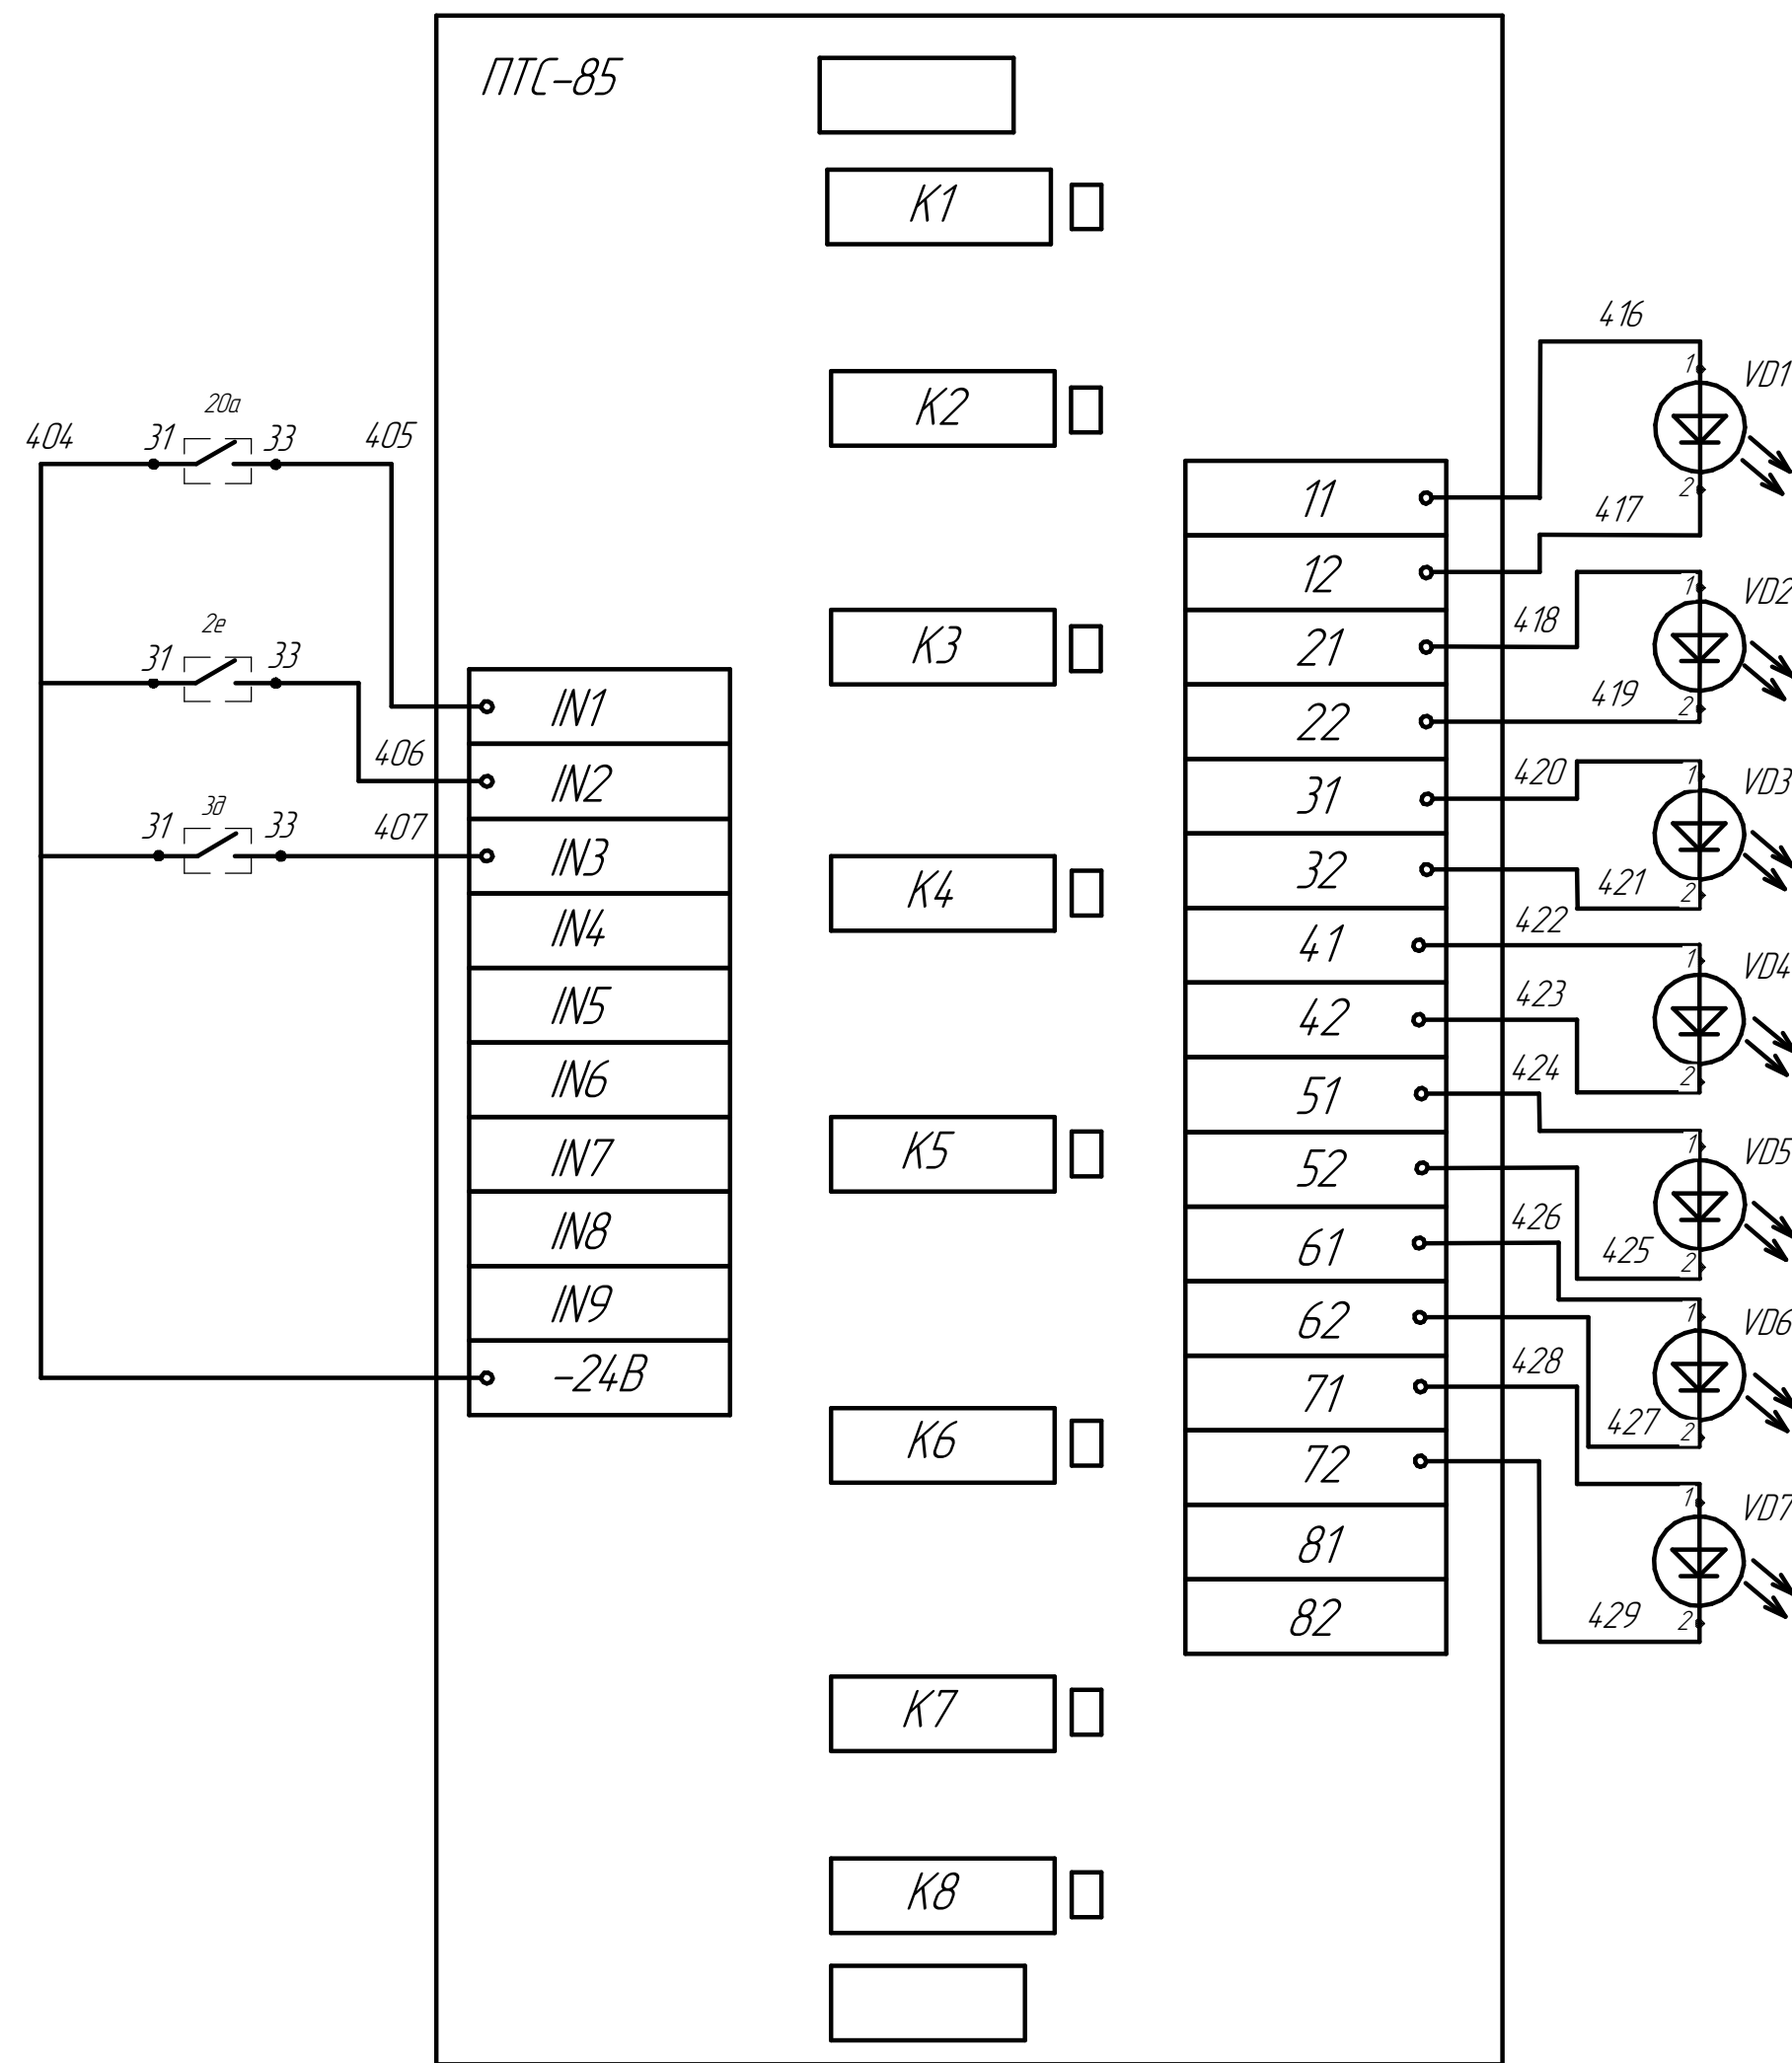 ПТС-85
K1
K2
K3
K4
K5
K6
K7
K8
404
31
20а
33
405
31
2е
33
406
31
3д
33
407
IN1
IN2
IN3
IN4
IN5
IN6
IN7
IN8
IN9
-24В
11
12
21
22
31
32
41
42
51
52
61
62
71
72
81
82
416
1
VD1
2
417
418
1
VD2
419
2
420
1
VD3
421
2
422
1
VD4
423
2
424
1
VD5
425
2
426
1
VD6
427
2
428
1
VD7
429
2